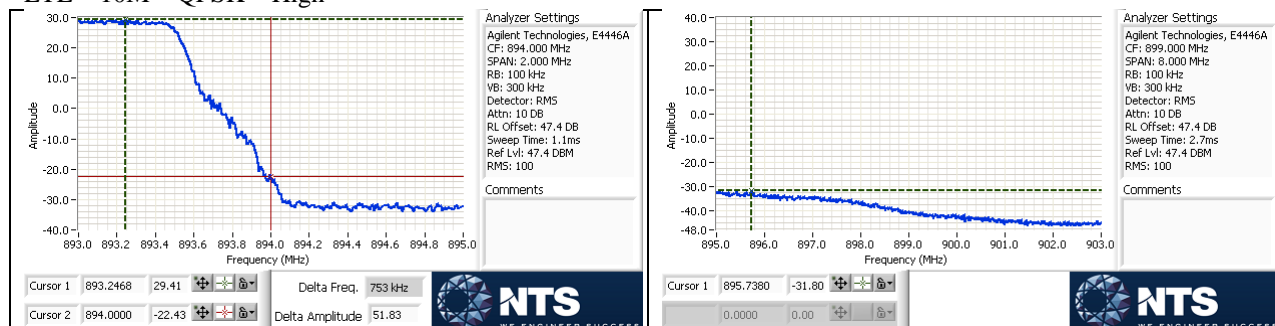 LTE 10M QPSK High
Analyzer Settings
Agilent Technologies, E4446A
CF: 894.000 MHz
SPAN: 2.000 MHz
RB: 100 kHz
VB: 300 kHz
Detector: RMS
Attn: 10 DB
RL Offset: 47.4 DB
Sweep Time: 1.1ms
Ref Lvl: 47.4 DBM
RMS: 100
Comments
Amplitude
30.0
20.0
10.0
0.0
-10.0
-20.0
-30.0
-40.0
893.0 893.2 893.4 893.6 893.8 894.0 894.2 894.4 894.6 894.8 895.0
Frequency (MHz)
Cursor 1 893.2468 29.41
Cursor 2 894.0000 -22.43
Delta Freq. 753 kHz
Delta Amplitude 51.83
NTS
WE ENGINEER SUCCESS
Analyzer Settings
Agilent Technologies, E4446A
CF: 899.000 MHz
SPAN: 8.000 MHz
RB: 100 kHz
VB: 300 kHz
Detector: RMS
Attn: 10 DB
RL Offset: 47.4 DB
Sweep Time: 2.7ms
Ref Lvl: 47.4 DBM
RMS: 100
Comments
Amplitude
40.0
30.0
20.0
10.0
0.0
-10.0
-20.0
-30.0
-40.0
-48.0
895.0 896.0 897.0 898.0 899.0 900.0 901.0 902.0 903.0
Frequency (MHz)
Cursor 1 895.7380 -31.80
0.0000 0.00
NTS
WE ENGINEER SUCCESS